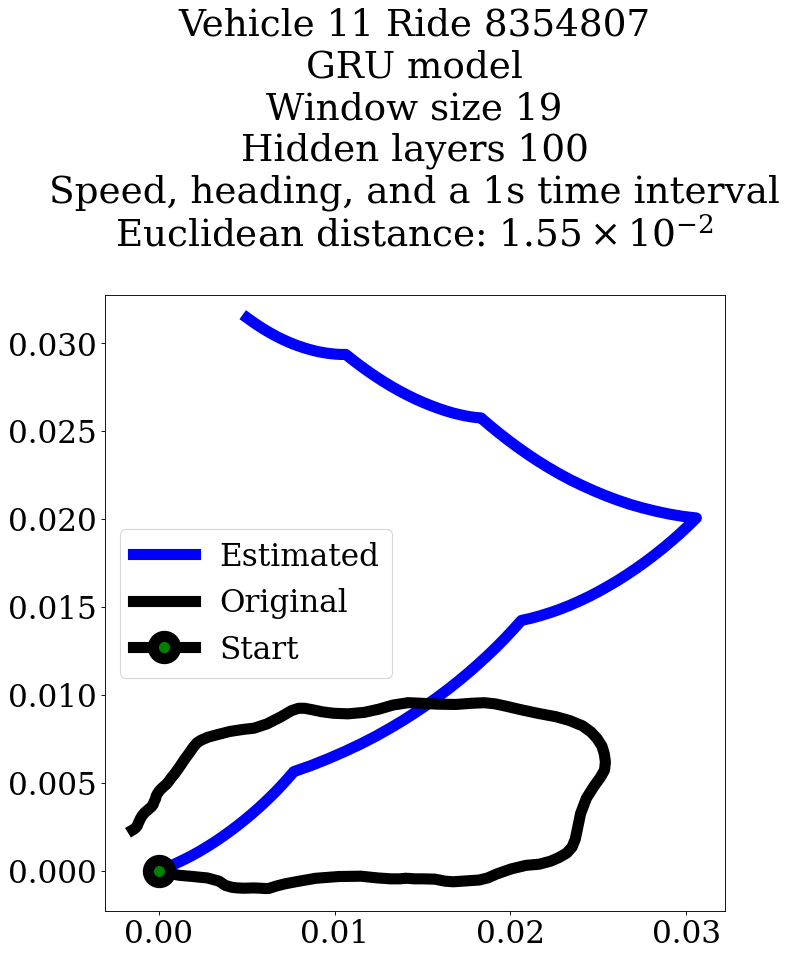 Vehicle 11 Ride 8354807
GRU model
Window size 19
Hidden layers 100
Speed, heading, and a 1s time interval
Euclidean distance: 1.55 × 10⁻²
0.030
0.025
0.020
0.015
0.010
0.005
0.000
Estimated
Original
Start
0.00 0.01 0.02 0.03